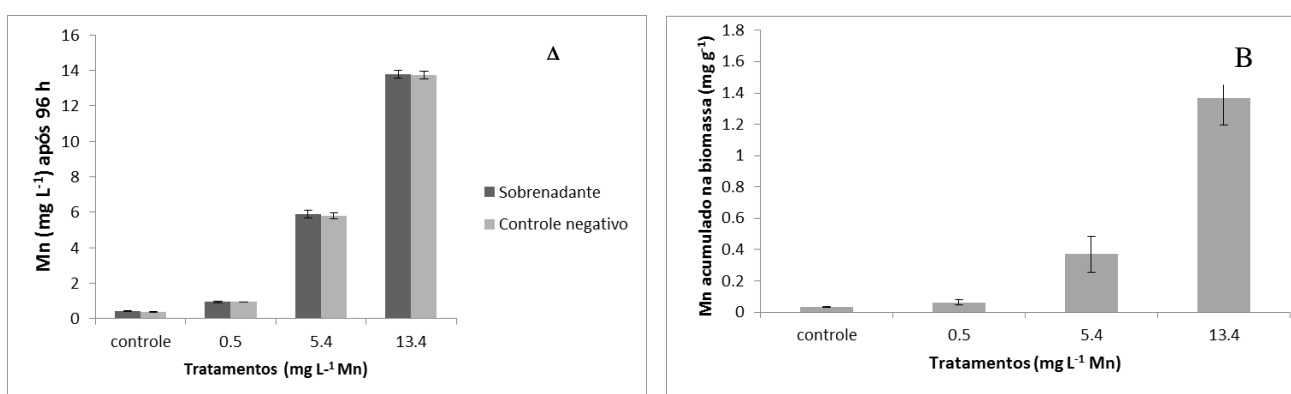 16
14
12
10
8
6
4
2
0
Mn (mg L-1) após 96 h
Δ
Sobrenadante
Controle negativo
controle 0.5 5.4 13.4
Tratamentos (mg L-1 Mn)
1.8
1.6
1.4
1.2
1
0.8
0.6
0.4
0.2
0
Mn acumulado na biomassa (mg g-1)
B
controle 0.5 5.4 13.4
Tratamentos (mg L-1 Mn)